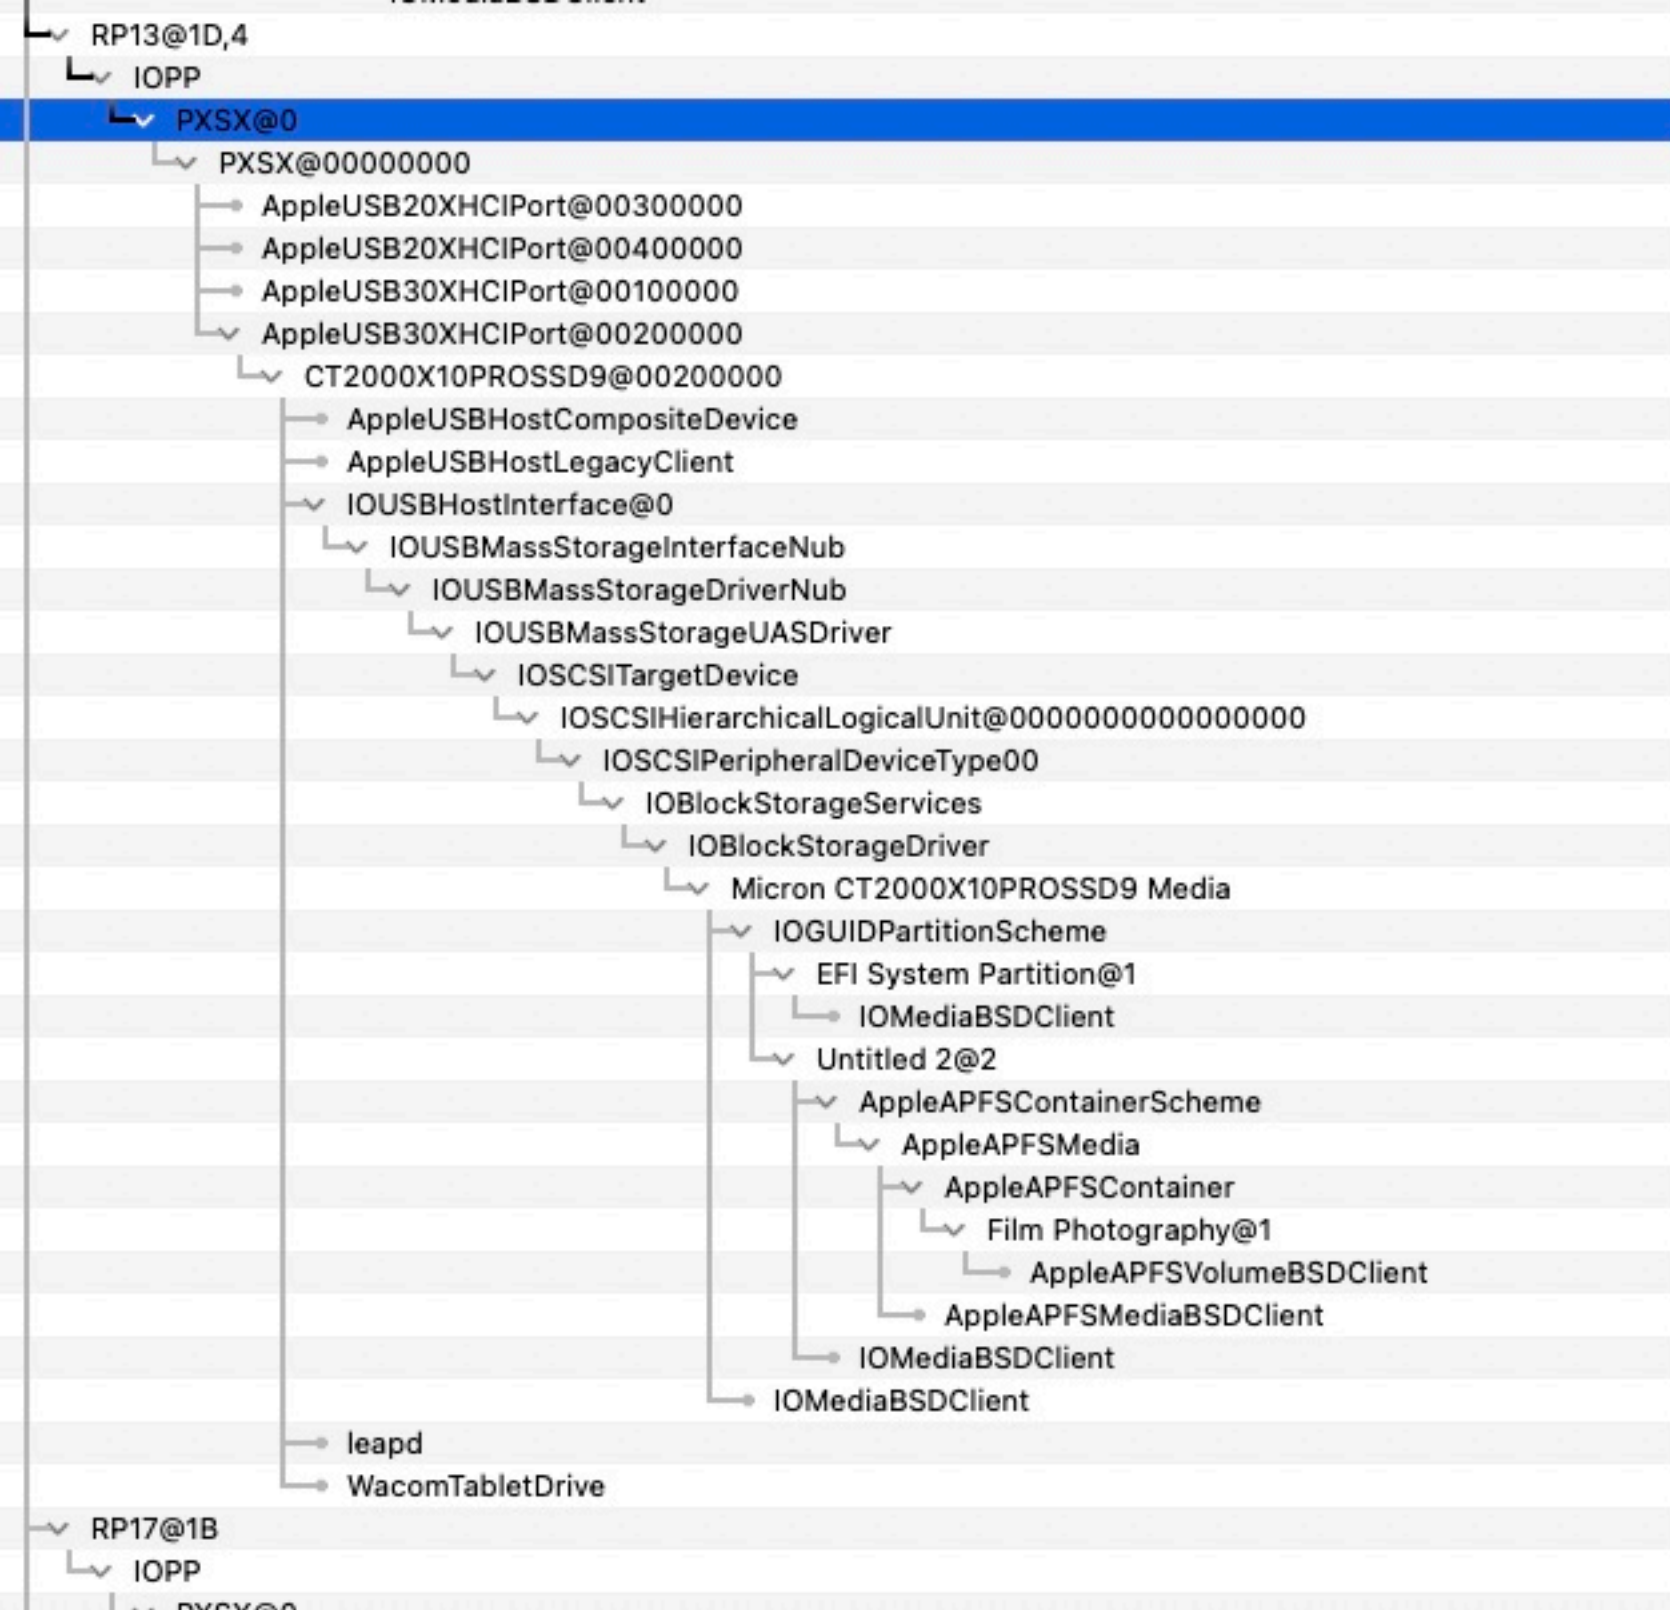 RP13@1D,4
IOPP
PXSX@0
PXSX@00000000
AppleUSB20XHCIPort@00300000
AppleUSB20XHCIPort@00400000
AppleUSB30XHCIPort@00100000
AppleUSB30XHCIPort@00200000
CT2000X10PROSSD9@00200000
AppleUSBHostCompositeDevice
AppleUSBHostLegacyClient
IOUSBHostInterface@0
IOUSBMassStorageInterfaceNub
IOUSBMassStorageDriverNub
IOUSBMassStorageUASDriver
IOSCSITargetDevice
IOSCSIHierarchicalLogicalUnit@0000000000000000
IOSCSIPeripheralDeviceType00
IOBlockStorageServices
IOBlockStorageDriver
Micron CT2000X10PROSSD9 Media
IOGUIDPartitionScheme
EFI System Partition@1
IOMediaBSDClient
Untitled 2@2
AppleAPFSContainerScheme
AppleAPFSMedia
AppleAPFSContainer
Film Photography@1
AppleAPFSVolumeBSDClient
AppleAPFSMediaBSDClient
IOMediaBSDClient
IOMediaBSDClient
leapd
WacomTabletDrive
RP17@1B
IOPP